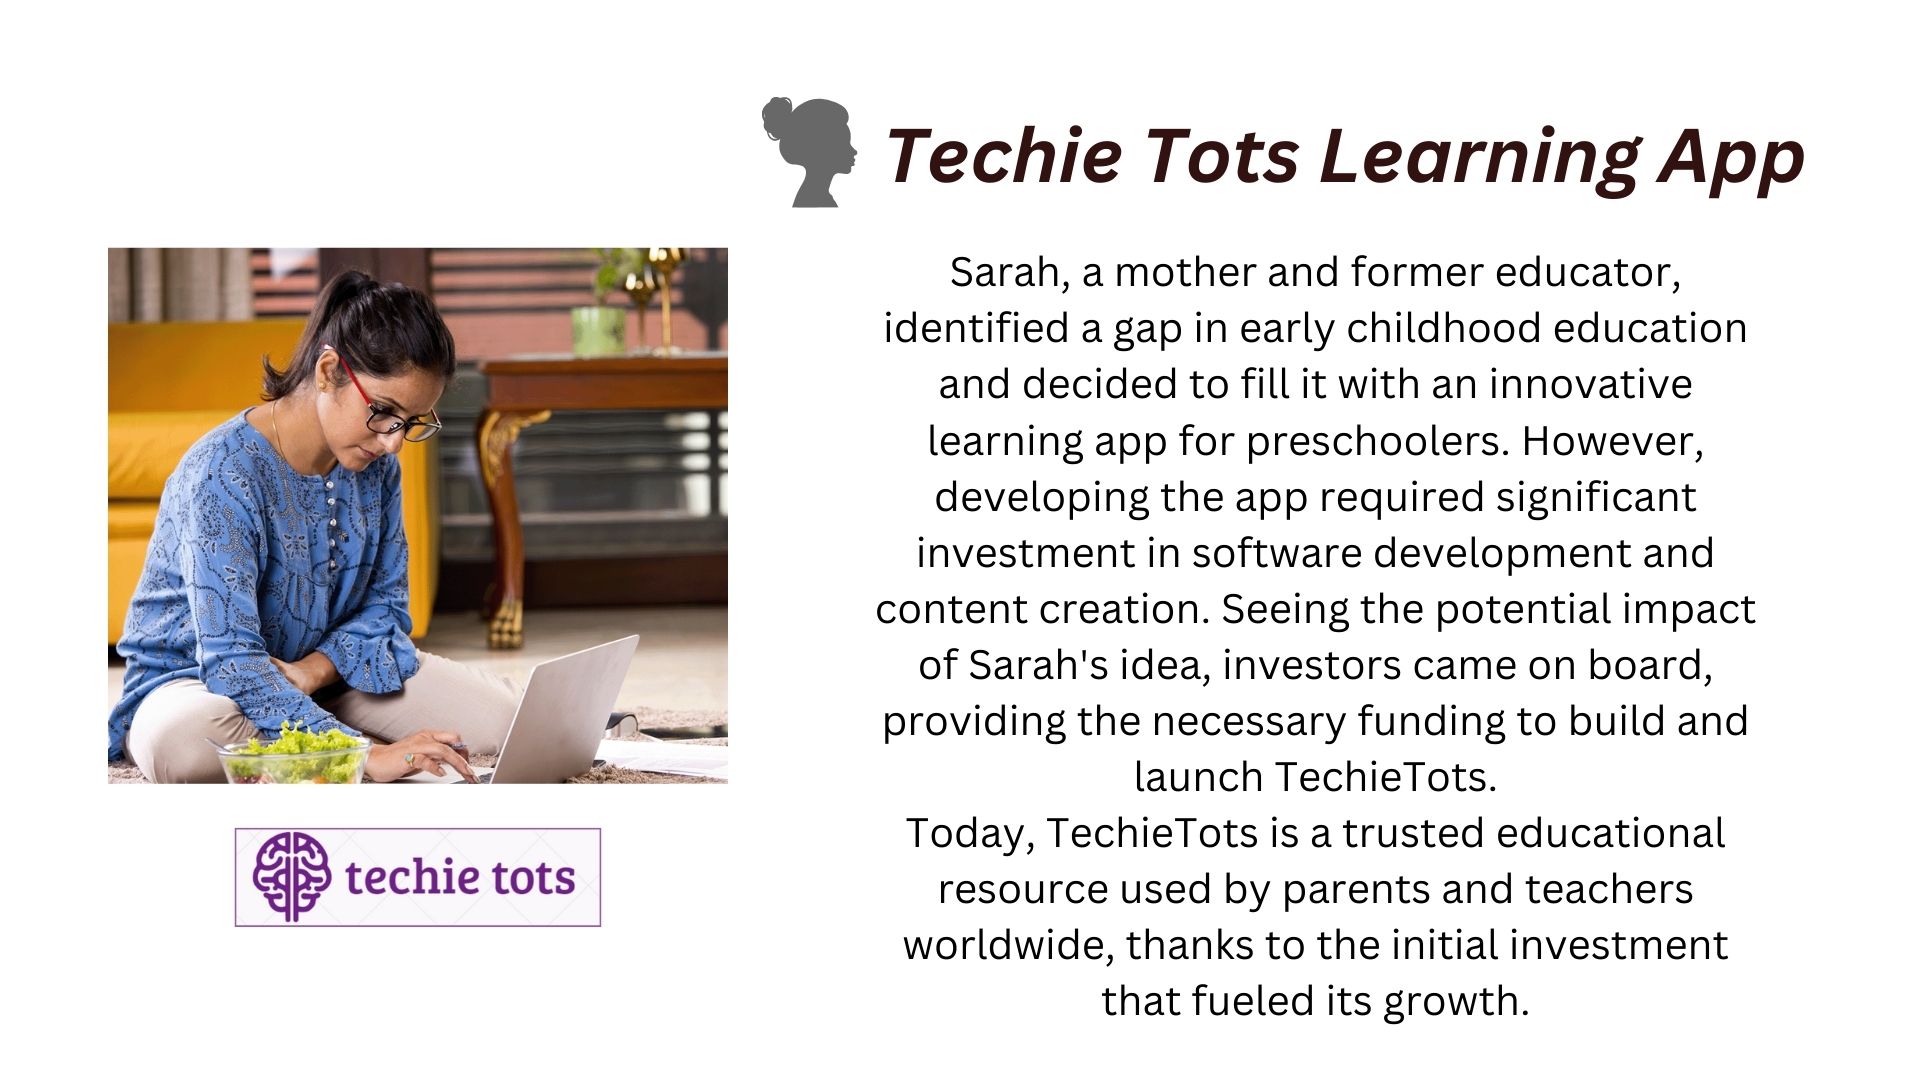 Techie Tots Learning App
Sarah, a mother and former educator,
identified a gap in early childhood education
and decided to fill it with an innovative
learning app for preschoolers. However,
developing the app required significant
investment in software development and
content creation. Seeing the potential impact
of Sarah's idea, investors came on board,
providing the necessary funding to build and
launch TechieTots.
Today, TechieTots is a trusted educational
resource used by parents and teachers
worldwide, thanks to the initial investment
that fueled its growth.
techie tots